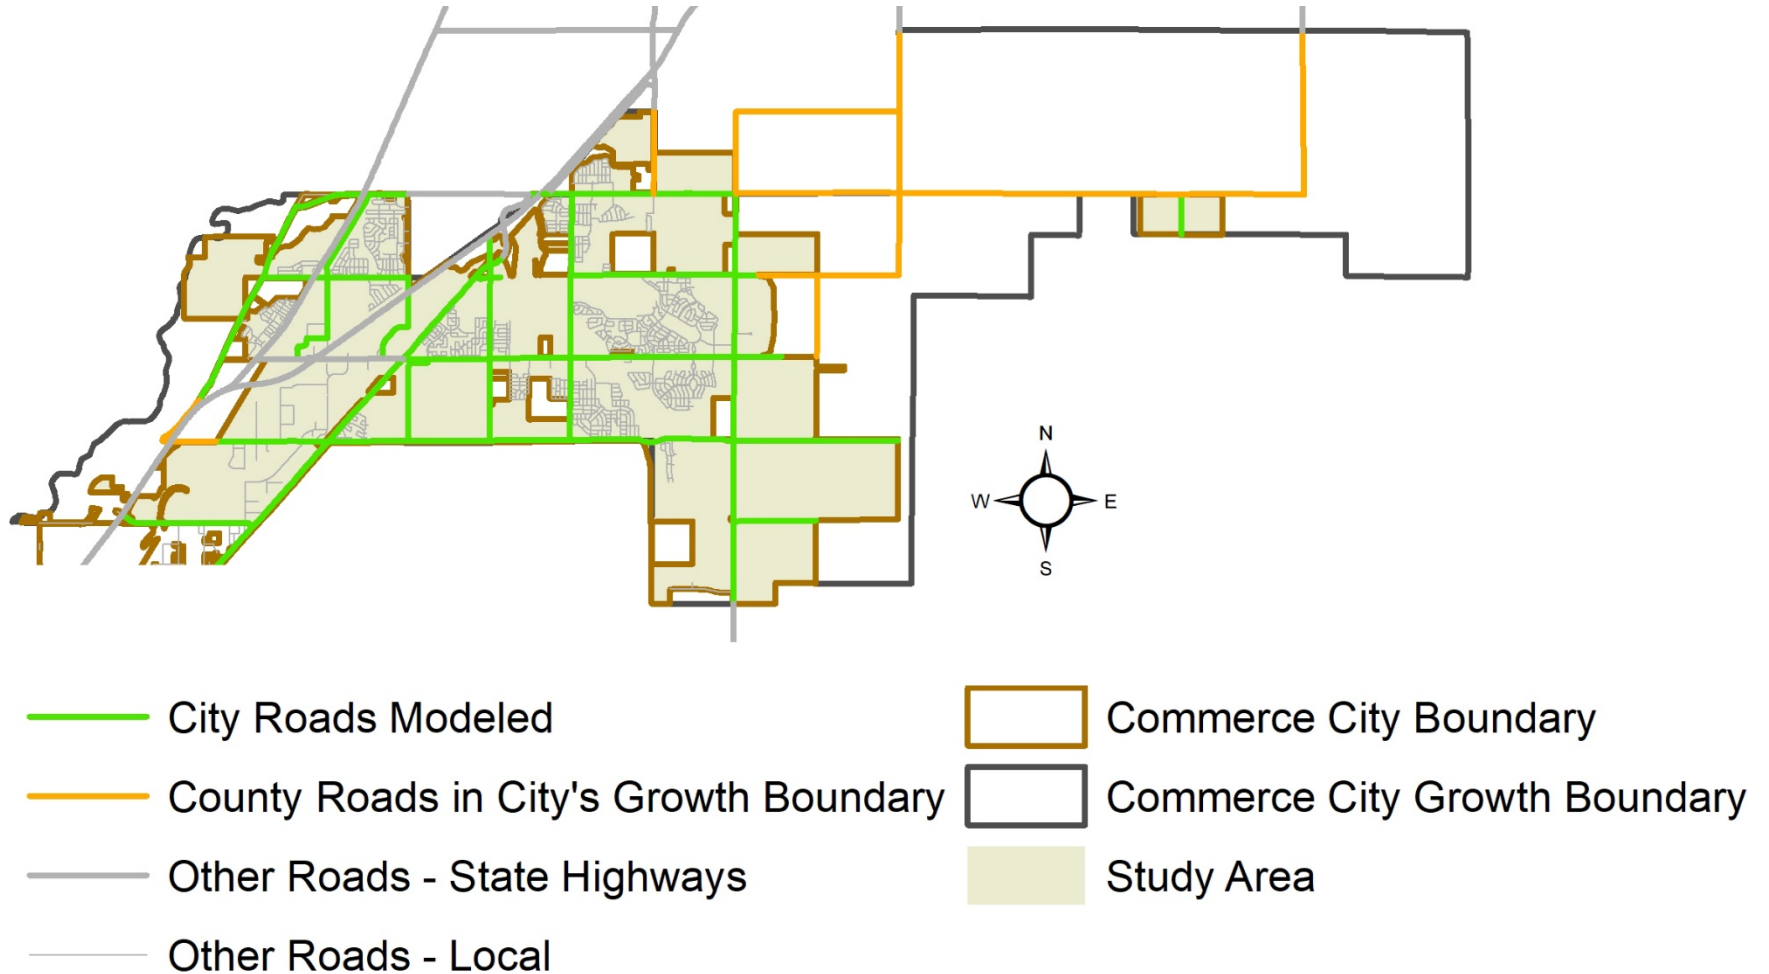 N
W E
S
City Roads Modeled
County Roads in City's Growth Boundary
Other Roads - State Highways
Other Roads - Local
Commerce City Boundary
Commerce City Growth Boundary
Study Area